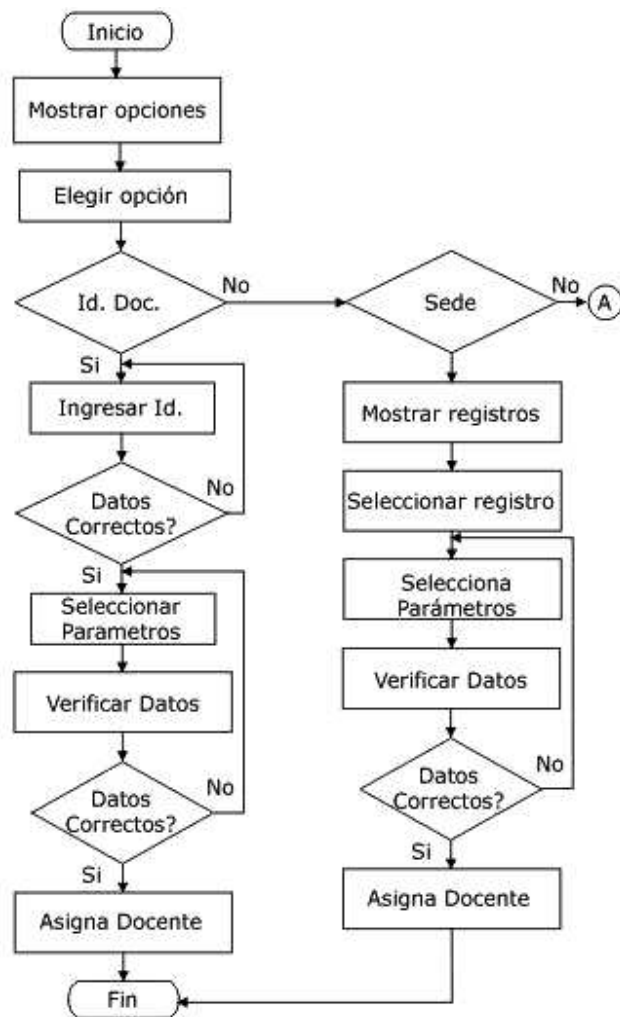 Inicio
Mostrar opciones
Elegir opción
Id. Doc.
No
Sede
No
A
Si
Ingresar Id.
Datos
Correctos?
No
Si
Seleccionar
Parametros
Verificar Datos
Datos
Correctos?
No
Si
Asigna Docente
Mostrar registros
Seleccionar registro
Selecciona
Parámetros
Verificar Datos
Datos
Correctos?
No
Si
Asigna Docente
Fin